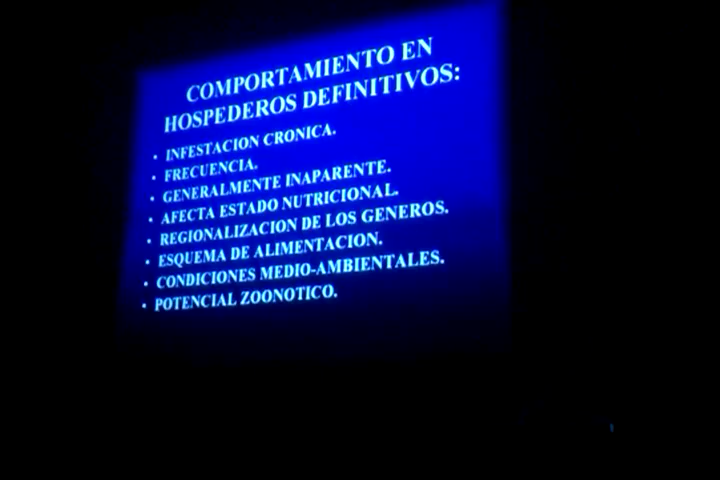 COMPORTAMIENTO EN
HOSPEDEROS DEFINITIVOS:
• INFESTACION CRONICA.
• FRECUENCIA.
• GENERALMENTE INAPARENTE.
• AFECTA ESTADO NUTRICIONAL.
• REGIONALIZACION DE LOS GENEROS.
• ESQUEMA DE ALIMENTACION.
• CONDICIONES MEDIO-AMBIENTALES.
• POTENCIAL ZOONOTICO.